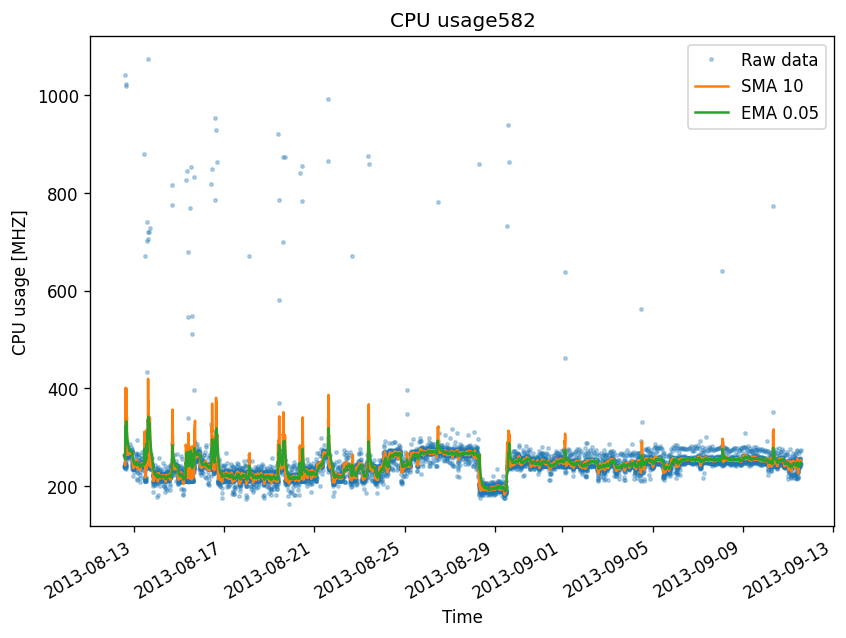 CPU usage582
Raw data
SMA 10
EMA 0.05
CPU usage [MHZ]
1000
800
600
400
200
2013-08-13
2013-08-17
2013-08-21
2013-08-25
2013-08-29
2013-09-01
2013-09-05
2013-09-09
2013-09-13
Time